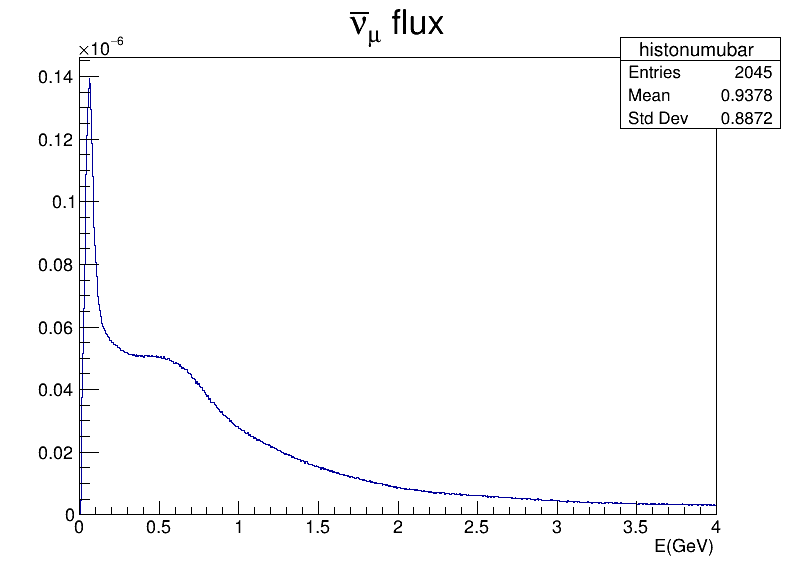 ν̅μ flux
×10⁻⁶
histonumubar
Entries 2045
Mean 0.9378
Std Dev 0.8872
0.14
0.12
0.1
0.08
0.06
0.04
0.02
0
0 0.5 1 1.5 2 2.5 3 3.5 4
E(GeV)